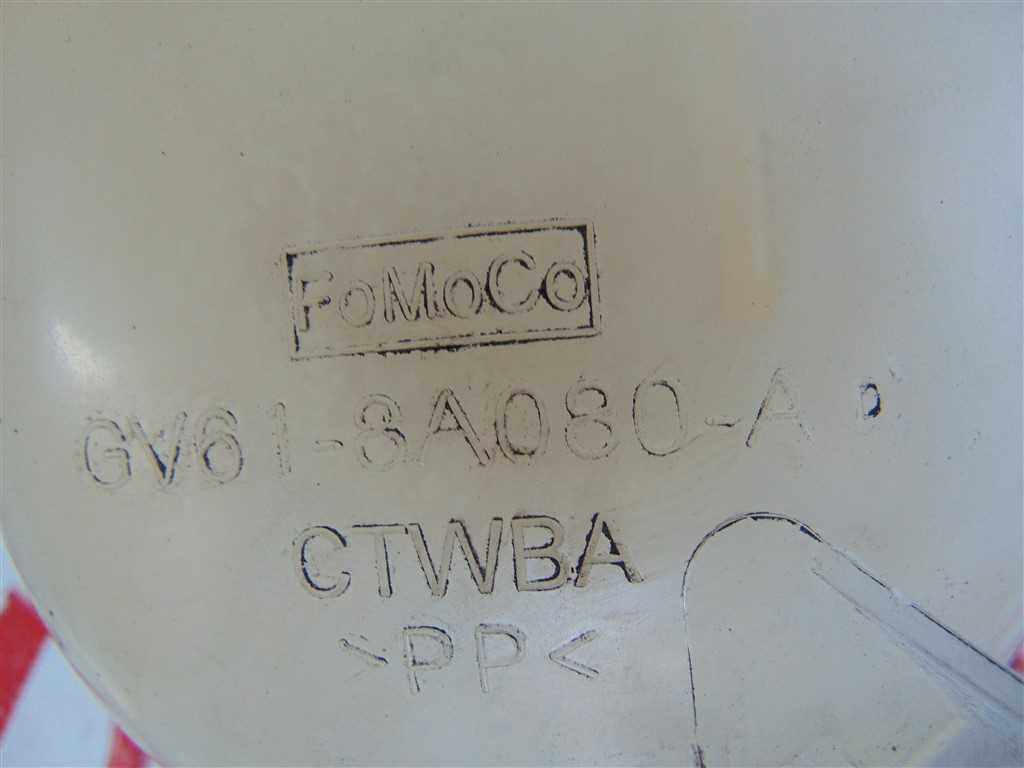 FoMoCo
GV61-8A080-A D
CTWBA
>PP<